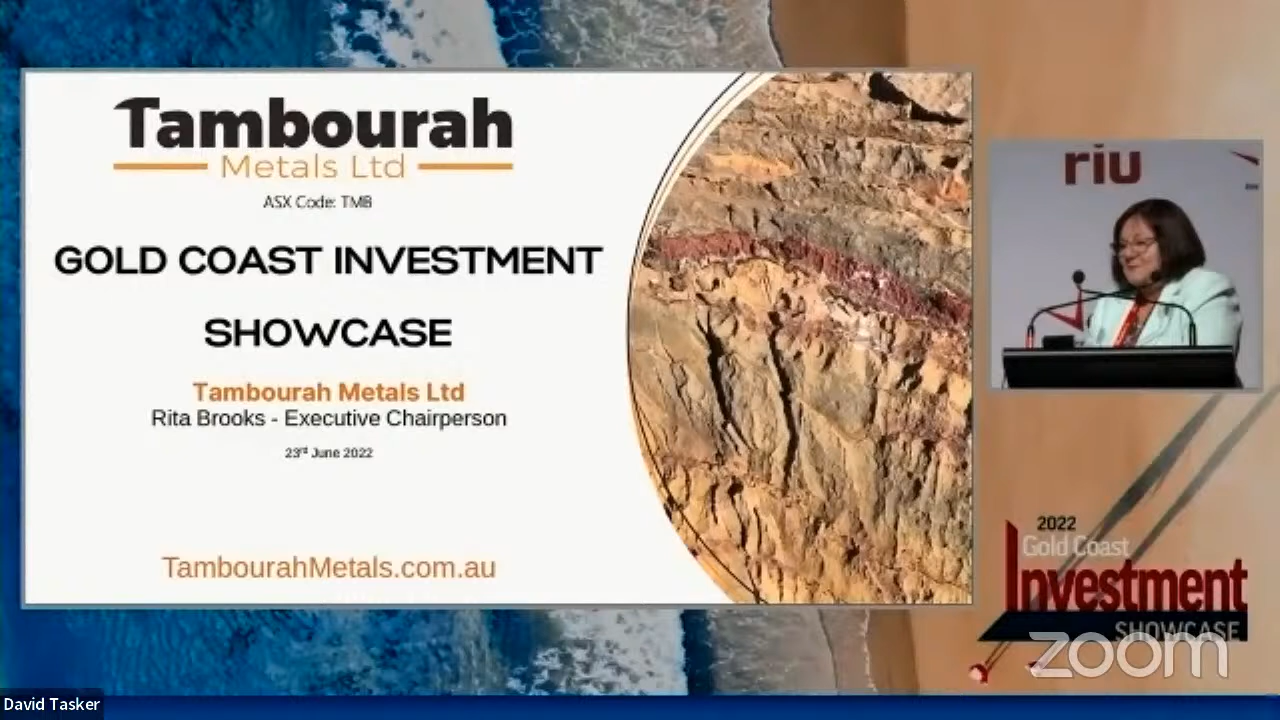 Tambourah
Metals Ltd
ASX Code: TMB
GOLD COAST INVESTMENT
SHOWCASE
Tambourah Metals Ltd
Rita Brooks - Executive Chairperson
23rd June 2022
TambourahMetals.com.au
riu
2022
Gold Coast
Investment
SHOWCASE
zoom
David Tasker